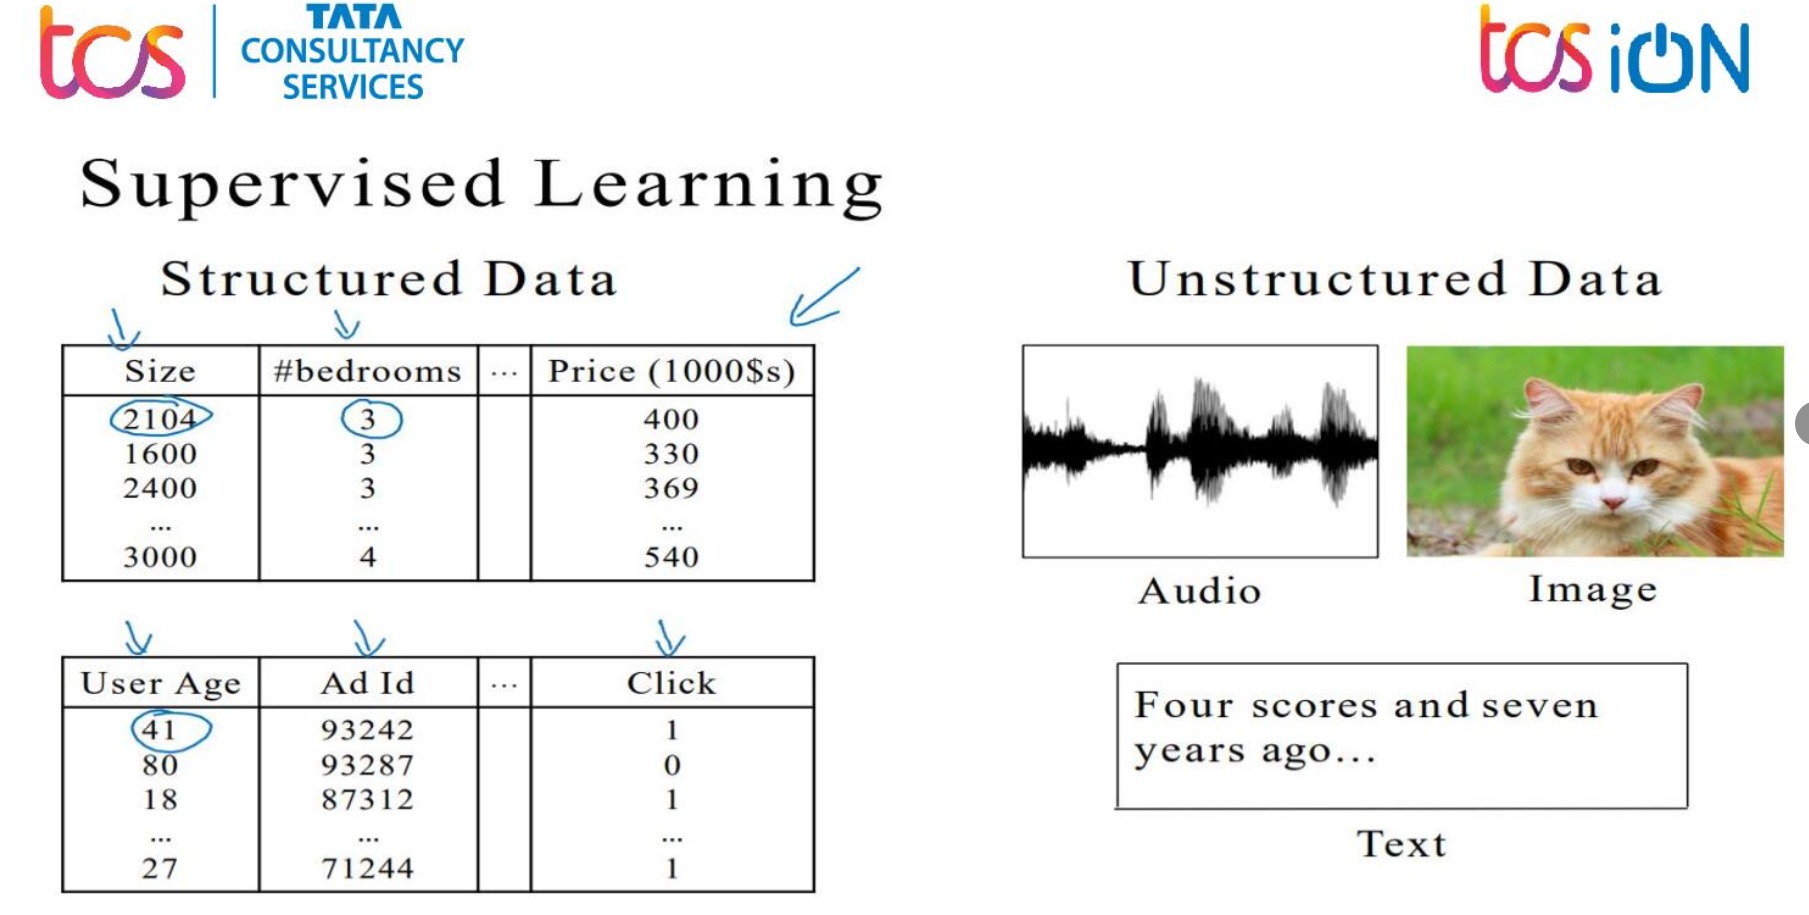 tcs
TATA
CONSULTANCY
SERVICES
tcs iON
Supervised Learning
Structured Data
Size #bedrooms ... Price (1000$s)
2104 3 400
1600 3 330
2400 3 369
... ... ...
3000 4 540
User Age Ad Id ... Click
41 93242 1
80 93287 0
18 87312 1
... ... ...
27 71244 1
Unstructured Data
Audio
Image
Four scores and seven
years ago...
Text